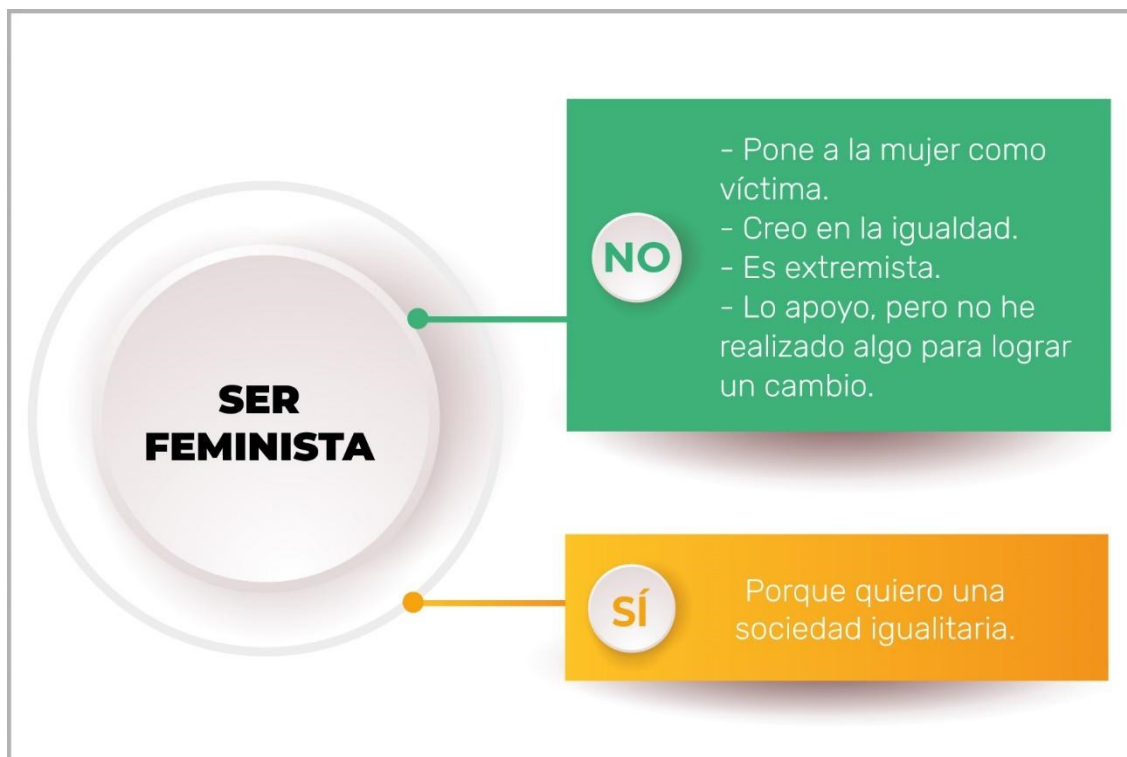 SER
FEMINISTA
NO
- Pone a la mujer como
víctima.
- Creo en la igualdad.
- Es extremista.
- Lo apoyo, pero no he
realizado algo para lograr
un cambio.
SÍ
Porque quiero una
sociedad igualitaria.